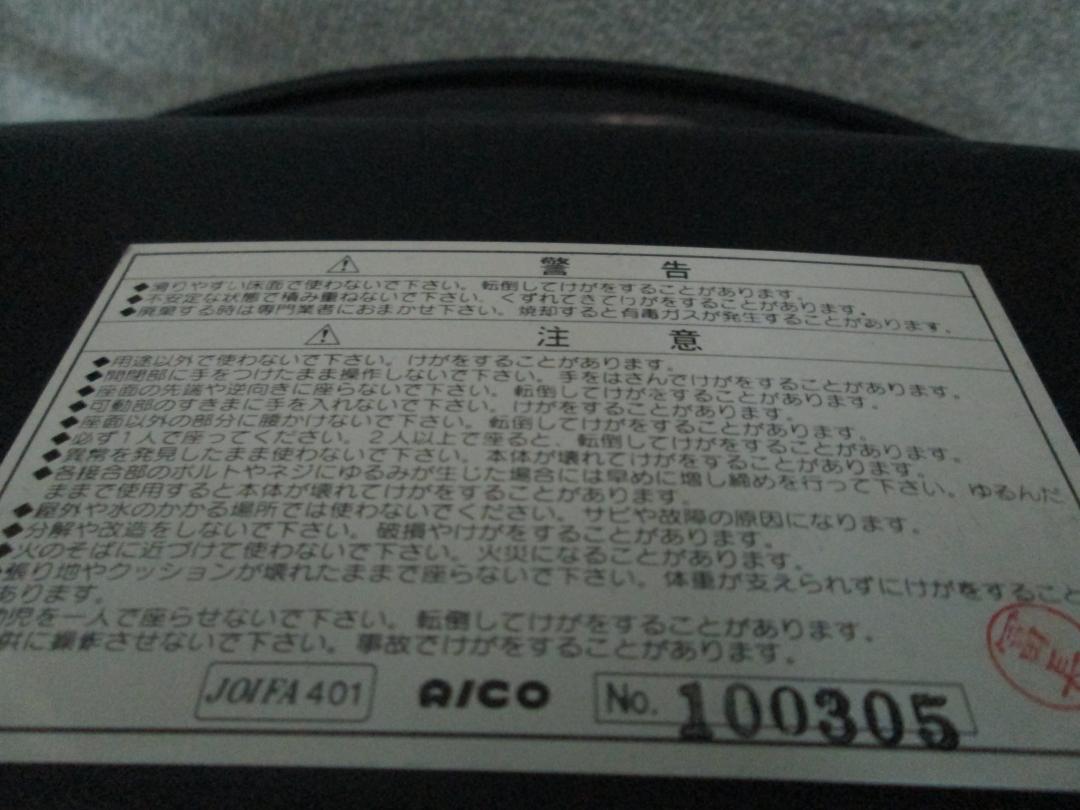 ⚠ 警告
◆滑りやすい床面で使わないで下さい。転倒してけがをすることがあります。
◆不安定な状態で積み重ねないで下さい。くずれてきてけがをすることがあります。
◆廃棄する時は専門業者におまかせ下さい。焼却すると有毒ガスが発生することがあります。
⚠ 注意
◆用途以外で使わないで下さい。けがをすることがあります。
◆開閉部に手をつけたまま操作しないで下さい。手をはさんでけがをすることがあります。
◆座面の先端や逆向きに座らないで下さい。転倒してけがをすることがあります。
◆可動部のすきまに手を入れないで下さい。けがをすることがあります。
◆座面以外の部分に腰かけないで下さい。転倒してけがをすることがあります。
◆必ず1人で座ってください。2人以上で座ると、転倒してけがをすることがあります。
◆異常を発見したまま使わないで下さい。本体が壊れてけがをすることがあります。
◆各接合部のボルトやネジにゆるみが生じた場合には早めに増し締めを行って下さい。ゆるんだ
ままで使用すると本体が壊れてけがをすることがあります。
◆屋外や水のかかる場所では使わないでください。サビや故障の原因になります。
◆分解や改造をしないで下さい。破損やけがをすることがあります。
◆火のそばに近づけて使わないで下さい。火災になることがあります。
◆張り地やクッションが壊れたままで座らないで下さい。体重が支えられずにけがをすること
あります。
幼児を一人で座らせないで下さい。転倒してけがをすることがあります。
供に操作させないで下さい。事故でけがをすることがあります。
JOIFA 401 AICO No. 100305